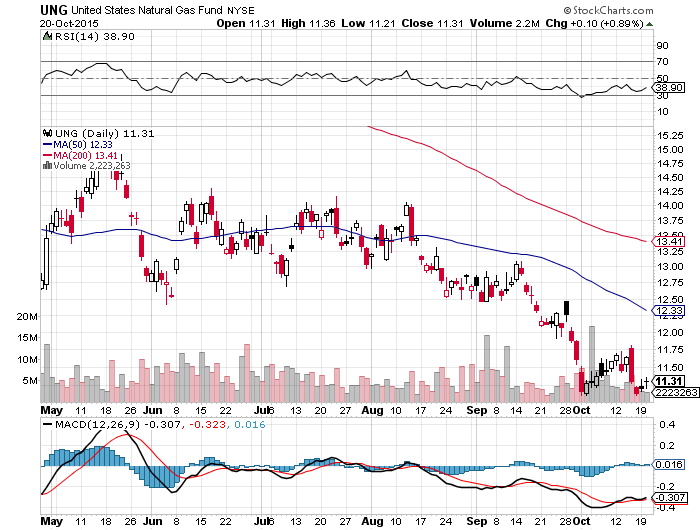 UNG United States Natural Gas Fund NYSE © StockCharts.com
20-Oct-2015 Open 11.31 High 11.36 Low 11.21 Close 11.31 Volume 2.2M Chg +0.10 (+0.89%)
RSI(14) 38.90
90
70
50
38.90
30
10
UNG (Daily) 11.31
MA(50) 12.33
MA(200) 13.41
Volume 2,223,263
15.25
15.00
14.75
14.50
14.25
14.00
13.75
13.50
13.41
13.25
13.00
12.75
12.50
12.33
12.25
12.00
11.75
11.50
11.31
2223263
20M
15M
10M
5M
May 11 18 26 Jun 8 15 22 Jul 6 13 20 27 Aug 10 17 24 Sep 8 14 21 28 Oct 12 19
MACD(12,26,9) -0.307, -0.323, 0.016
0.4
0.2
0.016
-0.2
-0.307
-0.4
May 11 18 26 Jun 8 15 22 Jul 6 13 20 27 Aug 10 17 24 Sep 8 14 21 28 Oct 12 19